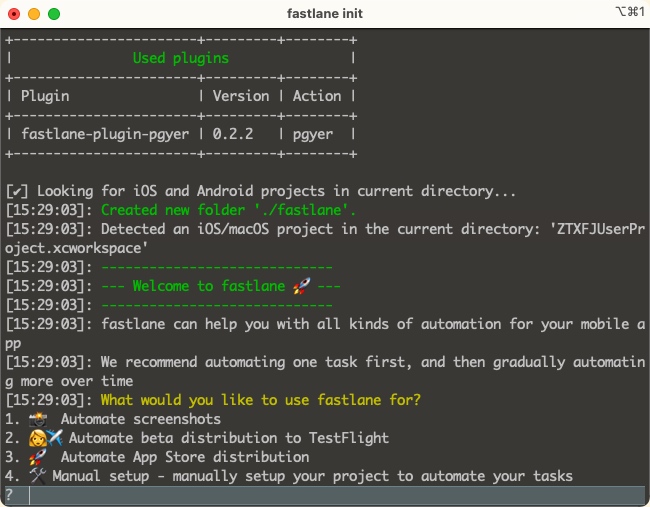 fastlane init
⌥⌘1
+-----------------------+---------+--------+
|               Used plugins               |
+-----------------------+---------+--------+
| Plugin                | Version | Action |
+-----------------------+---------+--------+
| fastlane-plugin-pgyer | 0.2.2   | pgyer  |
+-----------------------+---------+--------+
[✔] Looking for iOS and Android projects in current directory...
[15:29:03]: Created new folder './fastlane'.
[15:29:03]: Detected an iOS/macOS project in the current directory: 'ZTXFJUserPr
oject.xcworkspace'
[15:29:03]: -----------------------------
[15:29:03]: --- Welcome to fastlane 🚀 ---
[15:29:03]: -----------------------------
[15:29:03]: fastlane can help you with all kinds of automation for your mobile a
pp
[15:29:03]: We recommend automating one task first, and then gradually automatin
g more over time
[15:29:03]: What would you like to use fastlane for?
1. 📸  Automate screenshots
2. 👩‍✈️ Automate beta distribution to TestFlight
3. 🚀  Automate App Store distribution
4. 🛠 Manual setup - manually setup your project to automate your tasks
?